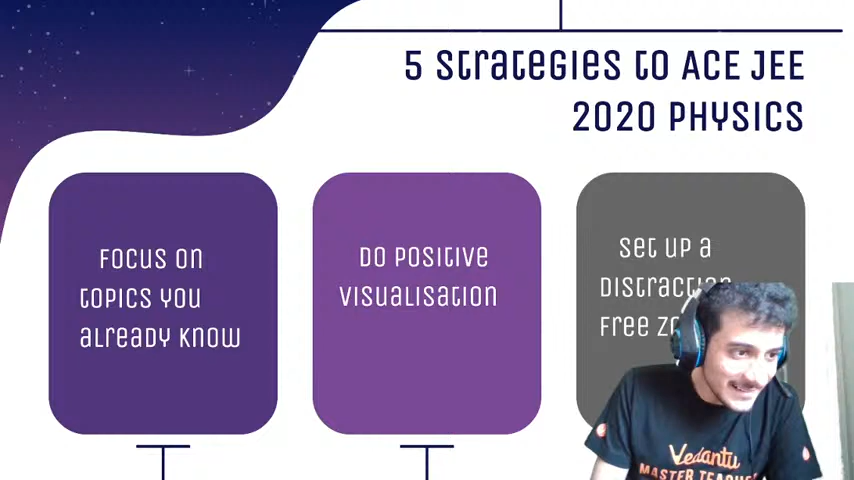 5 Strategies to ACE JEE
2020 PHYSICS
Focus on
topics you
already know
Do positive
visualisation
Set up a
Distraction
Free
Vedantu
MASTER TEACHER